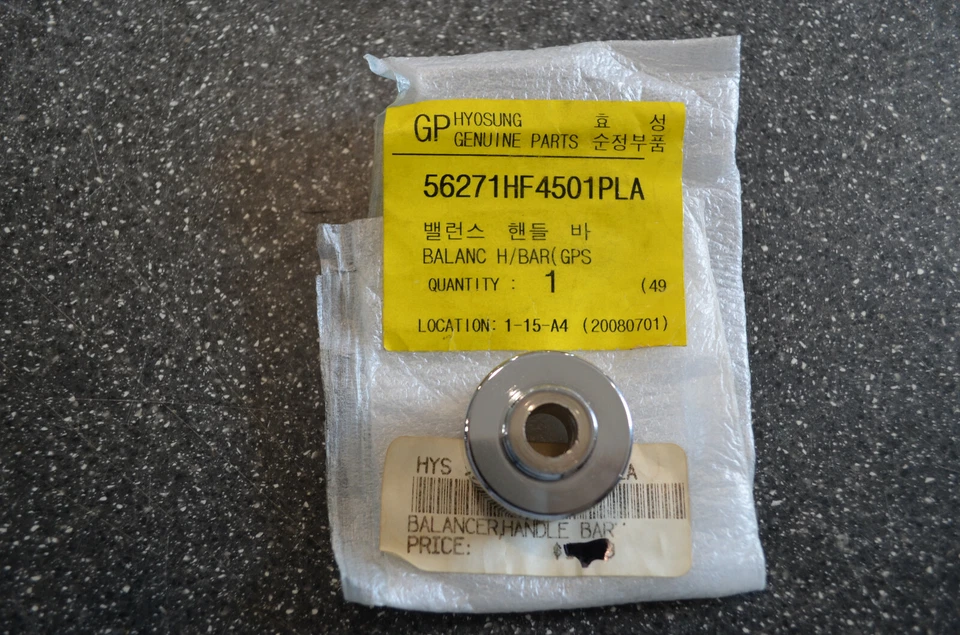 GP HYOSUNG 효 성
GENUINE PARTS 순정부품
56271HF4501PLA
밸런스 핸들 바
BALANC H/BAR(GPS
QUANTITY : 1 (49
LOCATION: 1-15-A4 (20080701)
HYS LA
BALANCER,HANDLE BAR
PRICE: